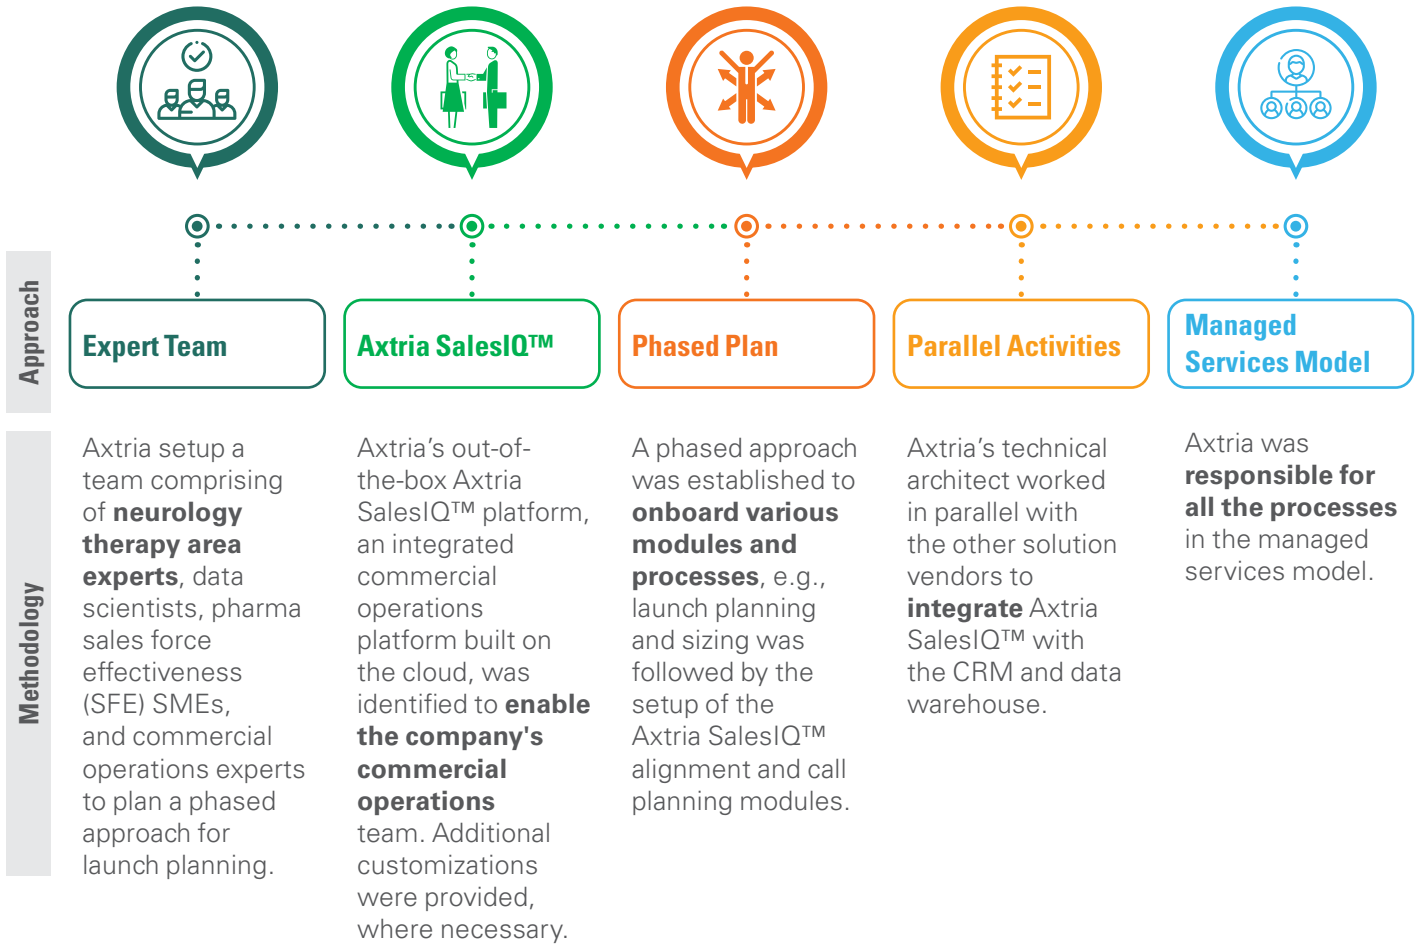 Approach
Expert Team
Axtria SalesIQ™
Phased Plan
Parallel Activities
Managed
Services Model
Methodology
Axtria setup a
team comprising
of neurology
therapy area
experts, data
scientists, pharma
sales force
effectiveness
(SFE) SMEs,
and commercial
operations experts
to plan a phased
approach for
launch planning.
Axtria’s out-of-
the-box Axtria
SalesIQ™ platform,
an integrated
commercial
operations
platform built on
the cloud, was
identified to enable
the company's
commercial
operations
team. Additional
customizations
were provided,
where necessary.
A phased approach
was established to
onboard various
modules and
processes, e.g.,
launch planning
and sizing was
followed by the
setup of the
Axtria SalesIQ™
alignment and call
planning modules.
Axtria’s technical
architect worked
in parallel with
the other solution
vendors to
integrate Axtria
SalesIQ™ with
the CRM and data
warehouse.
Axtria was
responsible for
all the processes
in the managed
services model.